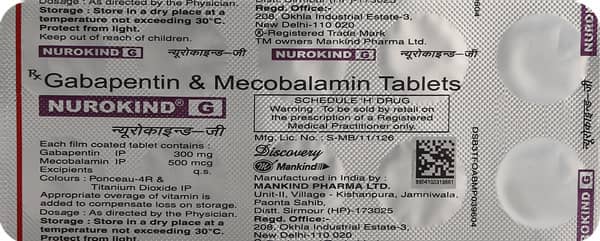 Dosage : As directed by the Physician.
Storage : Store in a dry place at a
temperature not exceeding 30°C.
Protect from light.
Keep out of reach of children.
Distt. Sirmour (HP)-173025
Regd. Office:-
208, Okhla Industrial Estate-3,
New Delhi-110 020
®-Registered Trade Mark
TM owners Mankind Pharma Ltd.
NUROKIND G
न्यूरोकाइन्ड-जी
NUROKIND G
न्यूरोकाइन्ड-जी
Rx Gabapentin & Mecobalamin Tablets
NUROKIND® G
न्यूरोकाइन्ड-जी
Each film coated tablet contains :
Gabapentin IP 300 mg
Mecobalamin IP 500 mcg
Excipients q.s.
Colours : Ponceau-4R &
Titanium Dioxide IP
Appropriate overage of vitamin is
added to compensate loss on storage.
Dosage : As directed by the Physician.
Storage : Store in a dry place at a
temperature not exceeding 30°C.
Protect from light.
SCHEDULE 'H' DRUG
Warning : To be sold by retail on
the prescription of a Registered
Medical Practitioner only.
Mfg. Lic. No. : S-MB/11/126
Discovery
Mankind
Manufactured in India by :
MANKIND PHARMA LTD.
Unit-II, Village - Kishanpura, Jamniwala,
Paonta Sahib,
Distt. Sirmour (HP)-173025
Regd. Office:-
208, Okhla Industrial Estate-3,
New Delhi-110 020
NUROKIND